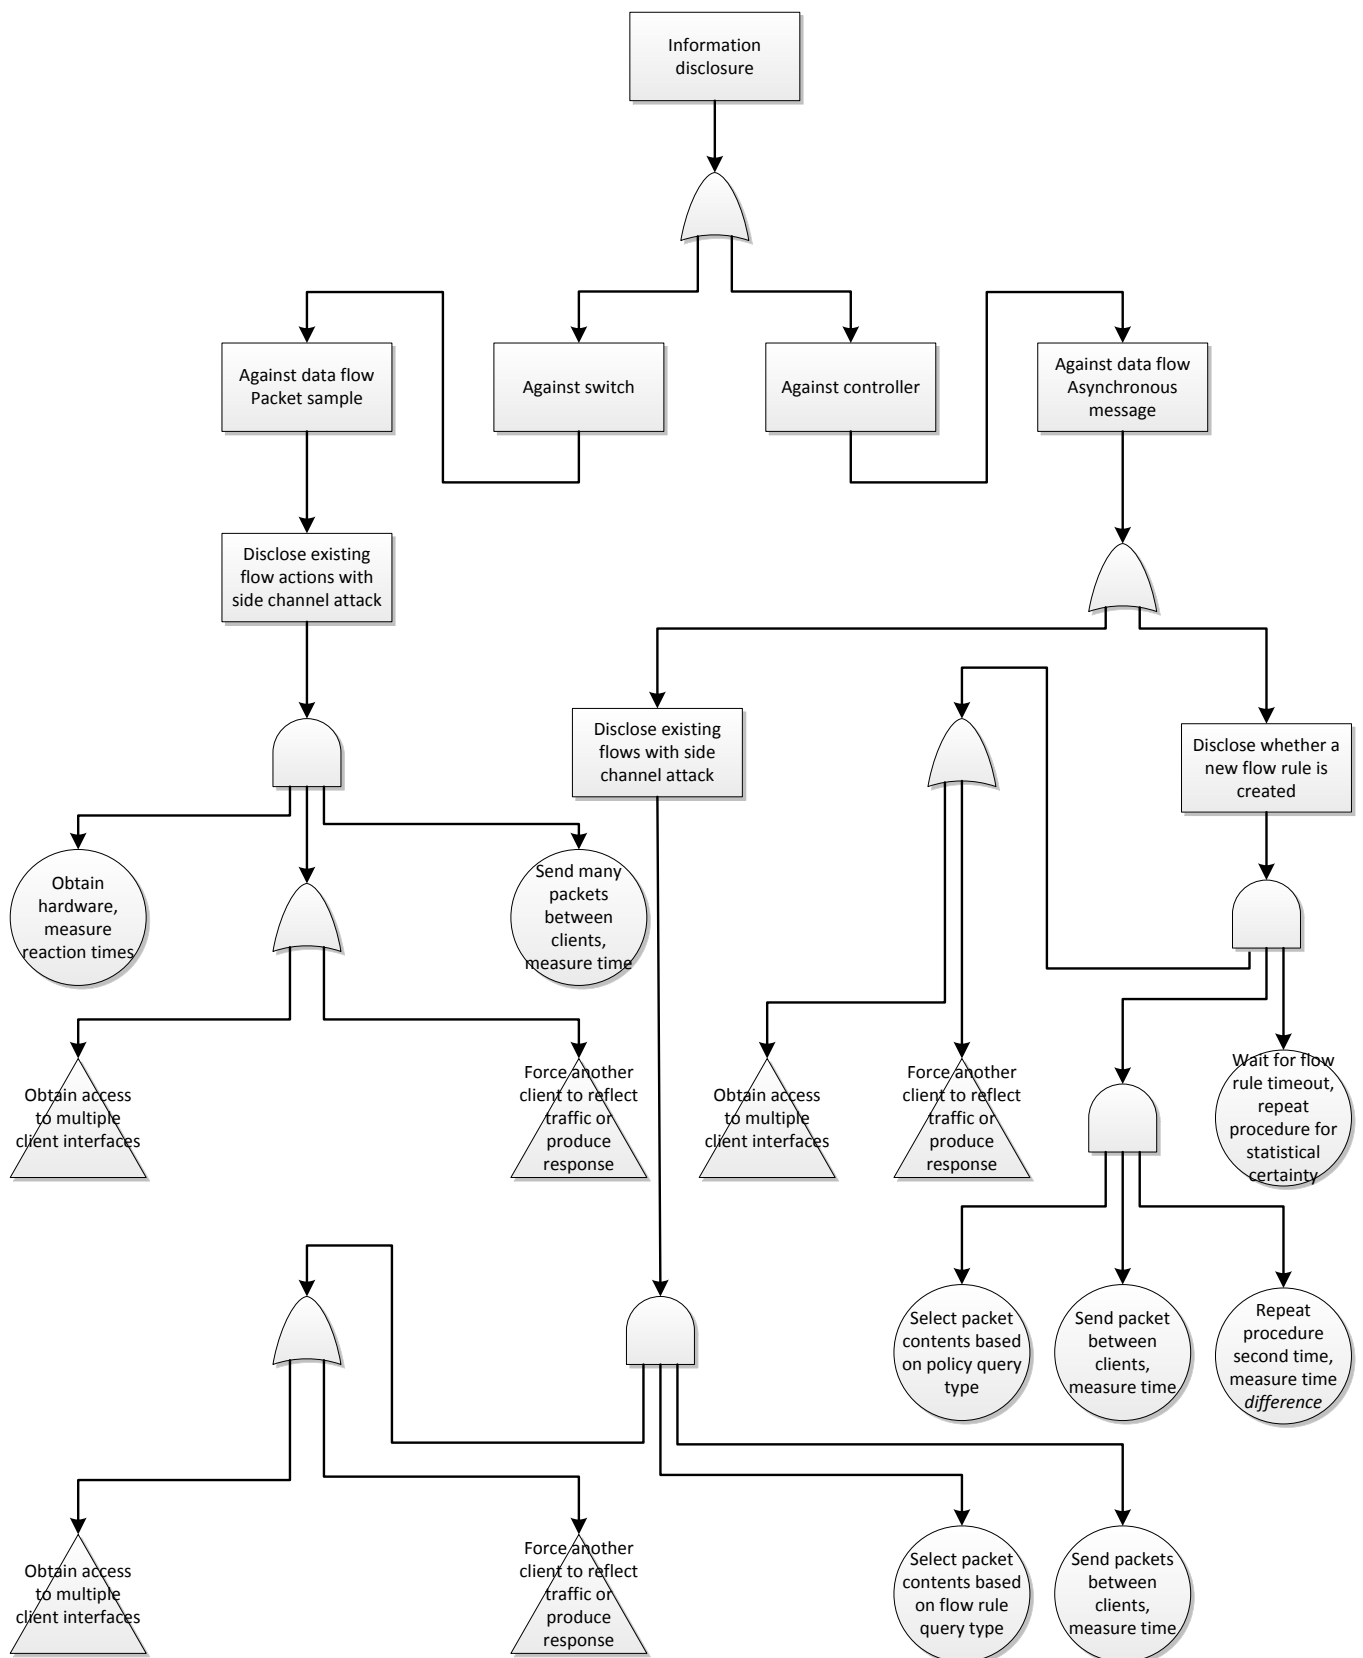 Information
disclosure
Against data flow
Packet sample
Against switch
Against controller
Against data flow
Asynchronous
message
Disclose existing
flow actions with
side channel attack
Disclose existing
flows with side
channel attack
Disclose whether a
new flow rule is
created
Obtain
hardware,
measure
reaction times
Send many
packets
between
clients,
measure time
Obtain access
to multiple
client interfaces
Force another
client to reflect
traffic or
produce
response
Obtain access
to multiple
client interfaces
Force another
client to reflect
traffic or
produce
response
Wait for flow
rule timeout,
repeat
procedure for
statistical
certainty
Select packet
contents based
on policy query
type
Send packet
between
clients,
measure time
Repeat
procedure
second time,
measure time
difference
Obtain access
to multiple
client interfaces
Force another
client to reflect
traffic or
produce
response
Select packet
contents based
on flow rule
query type
Send packets
between
clients,
measure time